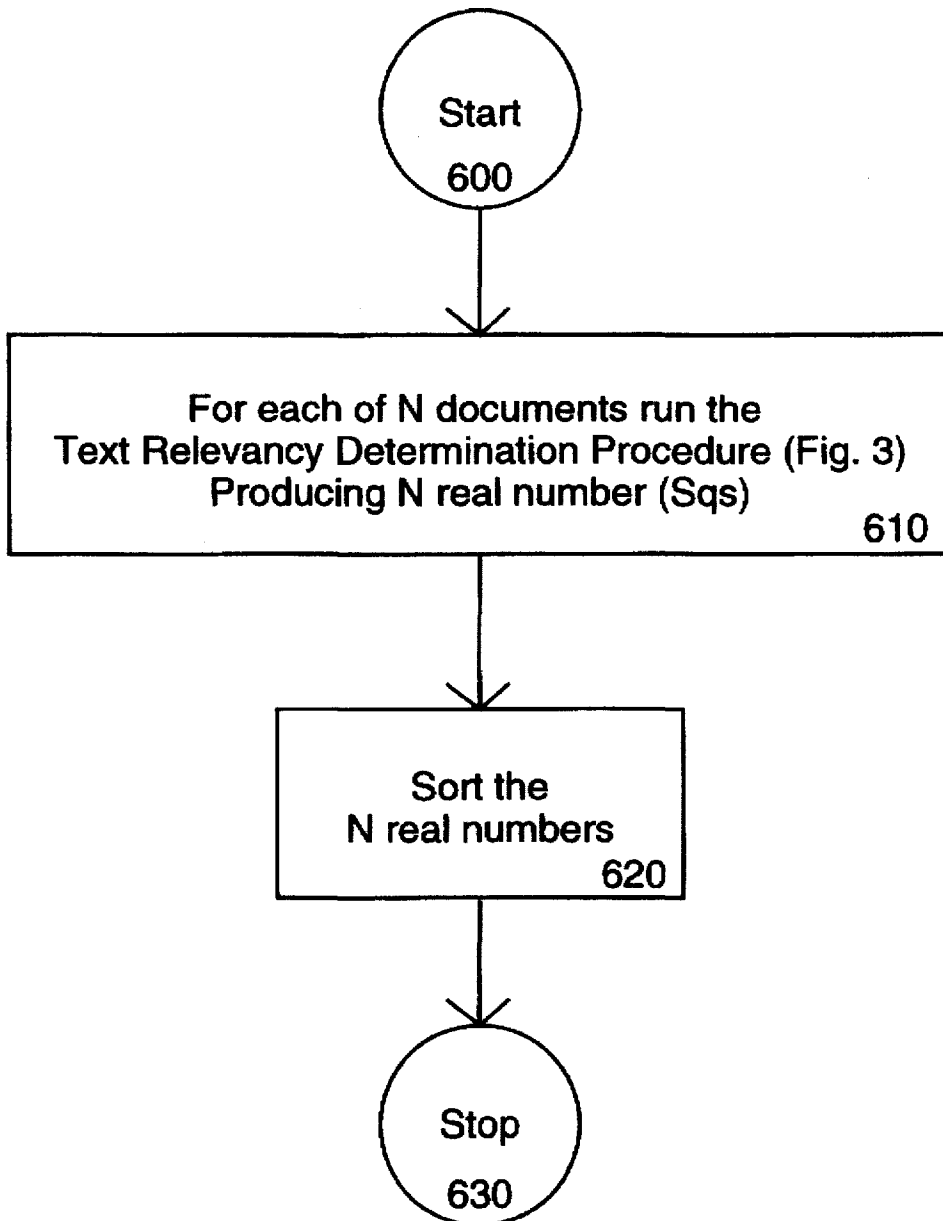 Start
600
For each of N documents run the
Text Relevancy Determination Procedure (Fig. 3)
Producing N real number (Sqs)
610
Sort the
N real numbers
620
Stop
630